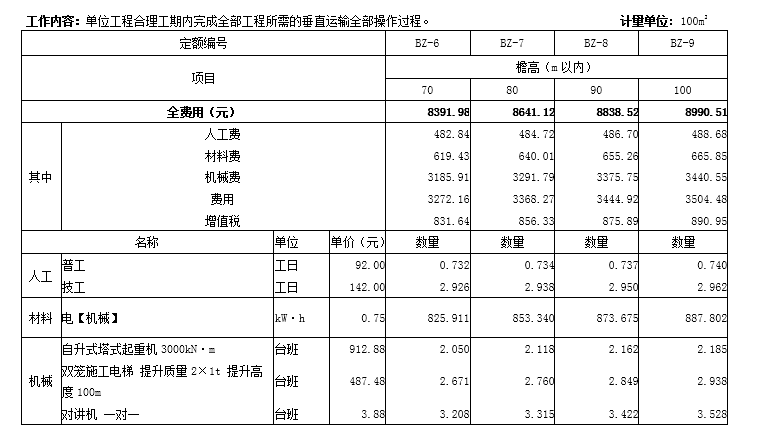 工作内容：单位工程合理工期内完成全部工程所需的垂直运输全部操作过程。 计量单位：100m²
定额编号 BZ-6 BZ-7 BZ-8 BZ-9
项目 檐高（m以内）
70 80 90 100
全费用（元） 8391.98 8641.12 8838.52 8990.51
其中 人工费 482.84 484.72 486.70 488.68
材料费 619.43 640.01 655.26 665.85
机械费 3185.91 3291.79 3375.75 3440.55
费用 3272.16 3368.27 3444.92 3504.48
增值税 831.64 856.33 875.89 890.95
名称 单位 单价（元） 数量 数量 数量 数量
人工 普工 工日 92.00 0.732 0.734 0.737 0.740
技工 工日 142.00 2.926 2.938 2.950 2.962
材料 电【机械】 kW·h 0.75 825.911 853.340 873.675 887.802
机械 自升式塔式起重机3000kN·m 台班 912.88 2.050 2.118 2.162 2.185
双笼施工电梯 提升质量2×1t 提升高
度100m 台班 487.48 2.671 2.760 2.849 2.938
对讲机 一对一 台班 3.88 3.208 3.315 3.422 3.528